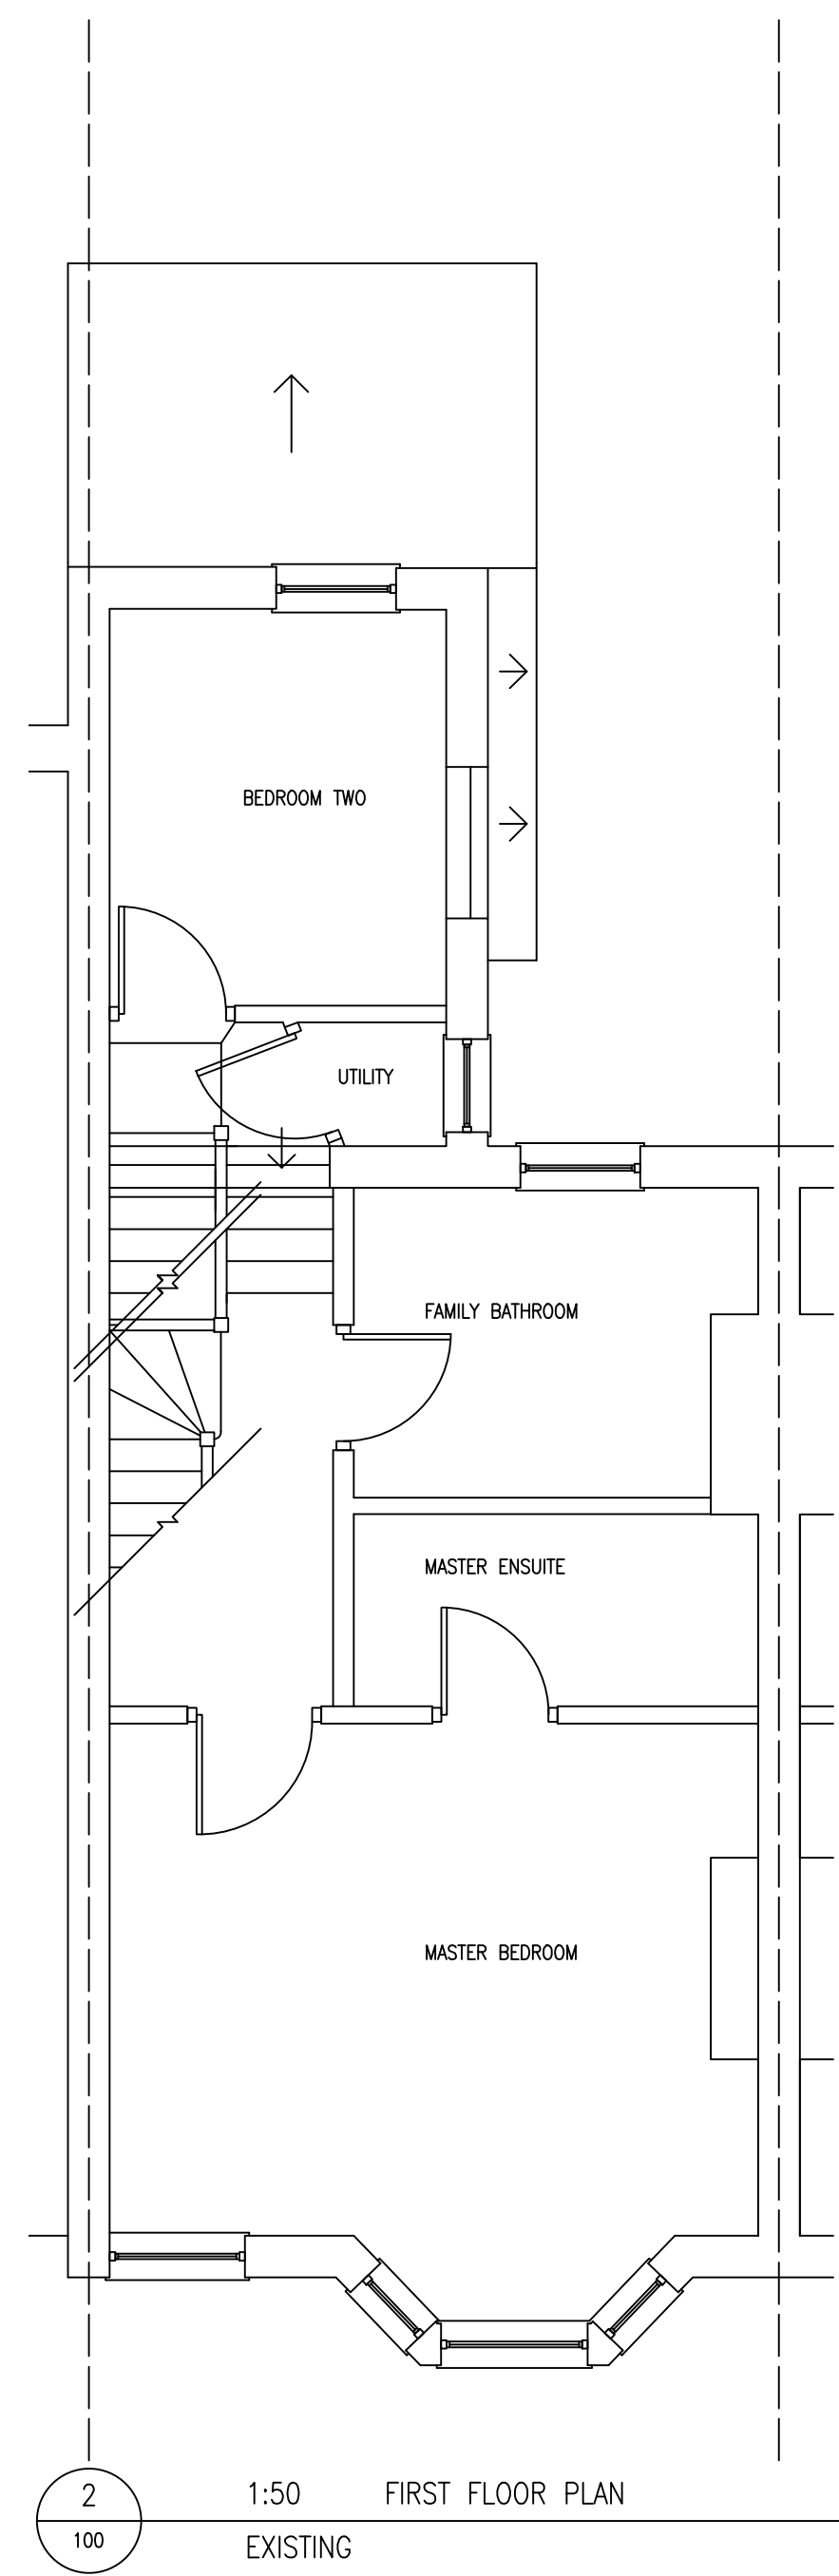 BEDROOM TWO
UTILITY
FAMILY BATHROOM
MASTER ENSUITE
MASTER BEDROOM
2 1:50 FIRST FLOOR PLAN
100 EXISTING